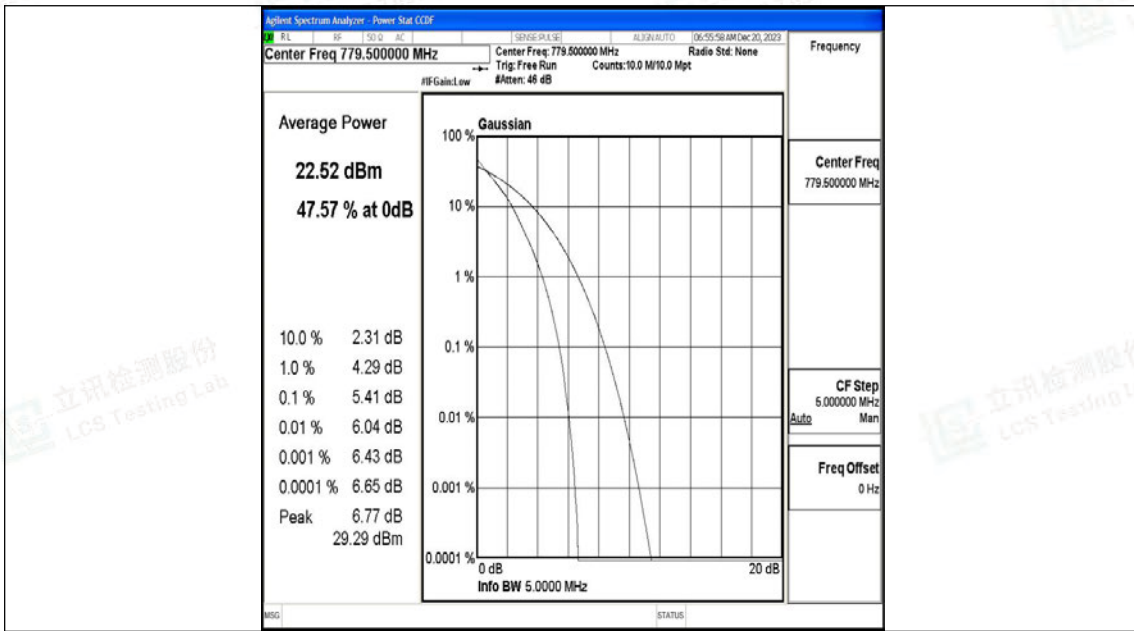 Agilent Spectrum Analyzer - Power Stat CCDF
RL RF 50 Ω AC SENSE:PULSE ALIGN AUTO 06:55:58 AM Dec 20, 2023
Center Freq 779.500000 MHz
Center Freq: 779.500000 MHz Radio Std: None
Trig: Free Run Counts:10.0 M/10.0 Mpt
#IFGain:Low #Atten: 46 dB
Frequency
Average Power
22.52 dBm
47.57 % at 0dB
10.0 % 2.31 dB
1.0 % 4.29 dB
0.1 % 5.41 dB
0.01 % 6.04 dB
0.001 % 6.43 dB
0.0001 % 6.65 dB
Peak 6.77 dB
29.29 dBm
Gaussian
100 %
10 %
1 %
0.1 %
0.01 %
0.001 %
0.0001 %
0 dB 20 dB
Info BW 5.0000 MHz
Center Freq
779.500000 MHz
CF Step
5.000000 MHz
Auto Man
Freq Offset
0 Hz
MSG STATUS
立讯检测股份
LCS Testing Lab
立讯检测股份
LCS Testing L